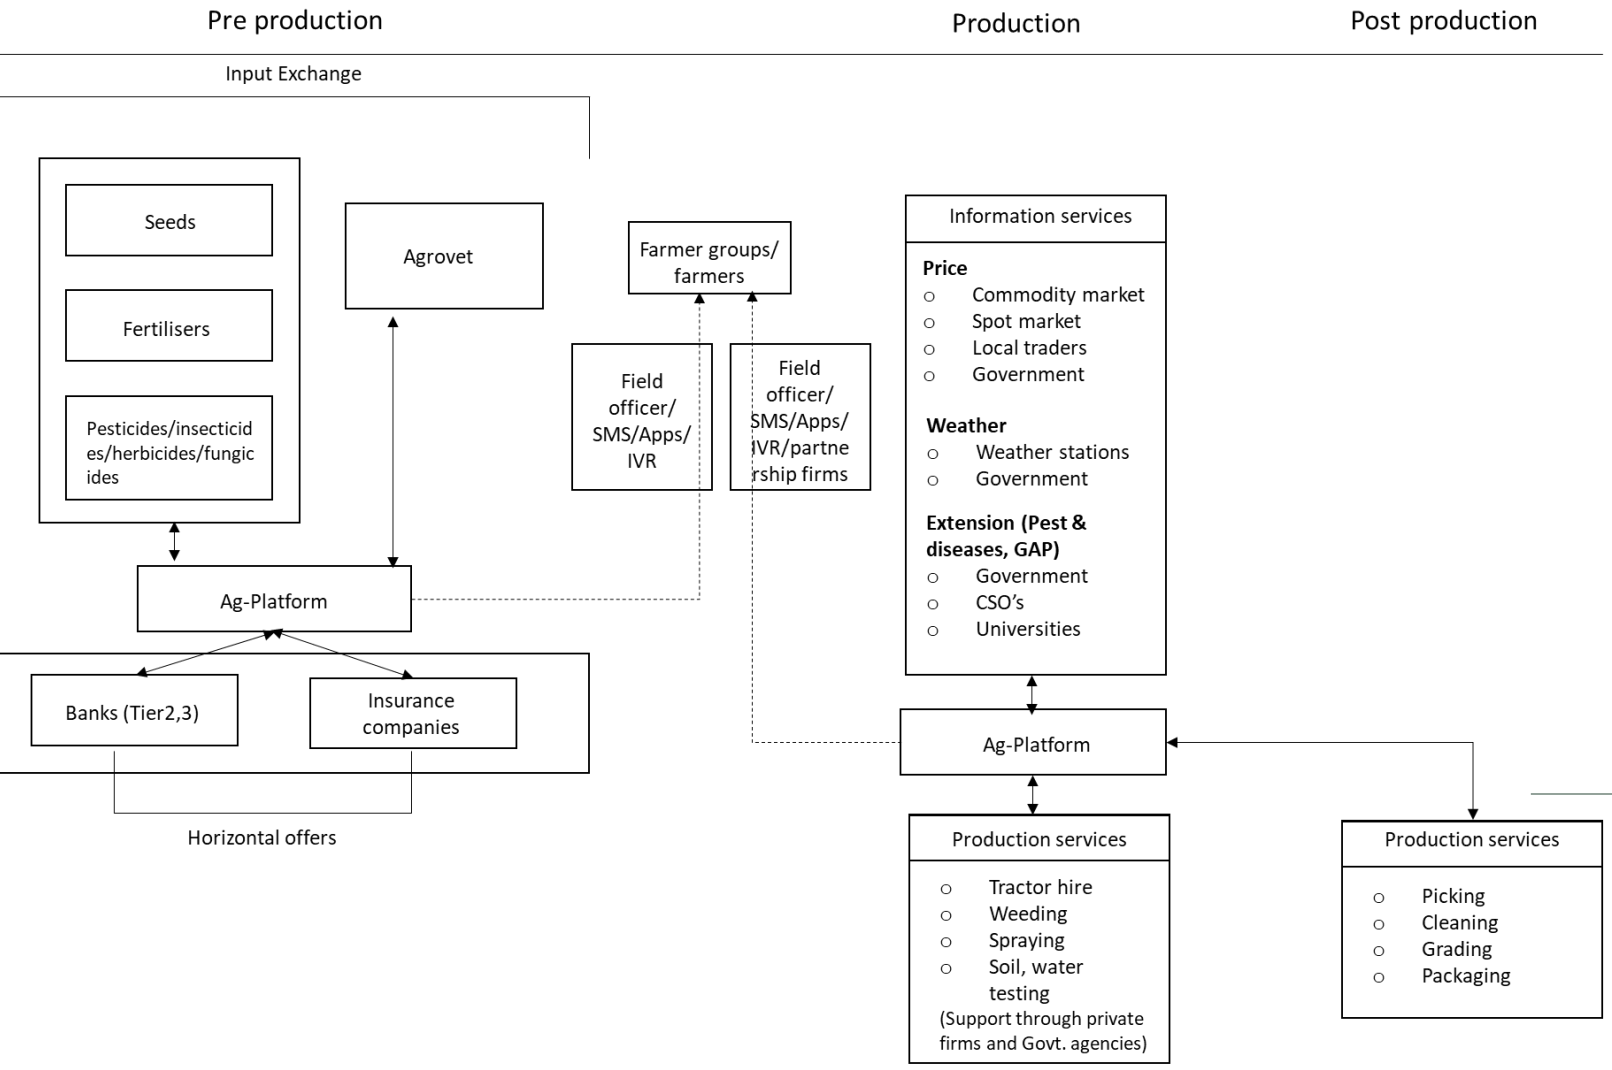 Pre production
Production
Post production
Input Exchange
Seeds
Fertilisers
Pesticides/insecticid
es/herbicides/fungic
ides
Agrovet
Farmer groups/
farmers
Field
officer/
SMS/Apps/
IVR
Field
officer/
SMS/Apps/
IVR/partne
rship firms
Ag-Platform
Banks (Tier2,3)
Insurance
companies
Horizontal offers
Information services
Price
o Commodity market
o Spot market
o Local traders
o Government
Weather
o Weather stations
o Government
Extension (Pest &
diseases, GAP)
o Government
o CSO’s
o Universities
Ag-Platform
Production services
o Tractor hire
o Weeding
o Spraying
o Soil, water
testing
(Support through private
firms and Govt. agencies)
Production services
o Picking
o Cleaning
o Grading
o Packaging